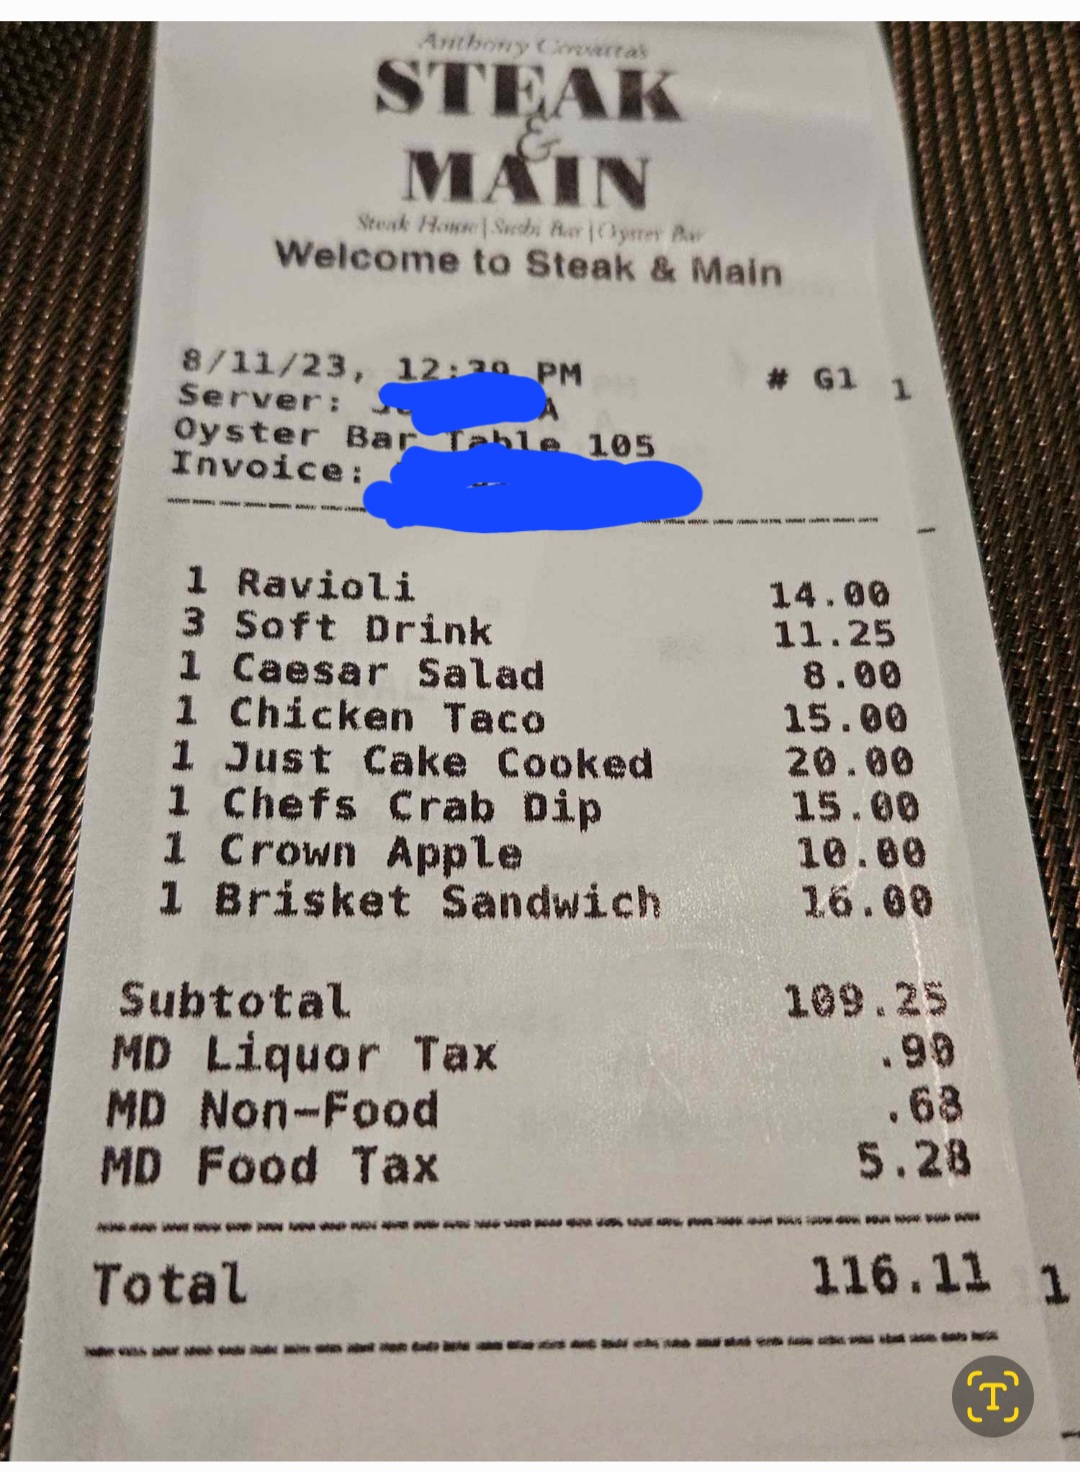 Anthony Covatta's
STEAK
&
MAIN
Steak House | Sushi Bar | Oyster Bar
Welcome to Steak & Main
8/11/23, 12:39 PM # G1 1
Server: A
Oyster Bar Table 105
Invoice:
1 Ravioli 14.00
3 Soft Drink 11.25
1 Caesar Salad 8.00
1 Chicken Taco 15.00
1 Just Cake Cooked 20.00
1 Chefs Crab Dip 15.00
1 Crown Apple 10.00
1 Brisket Sandwich 16.00
Subtotal 109.25
MD Liquor Tax .90
MD Non-Food .68
MD Food Tax 5.28
Total 116.11 1